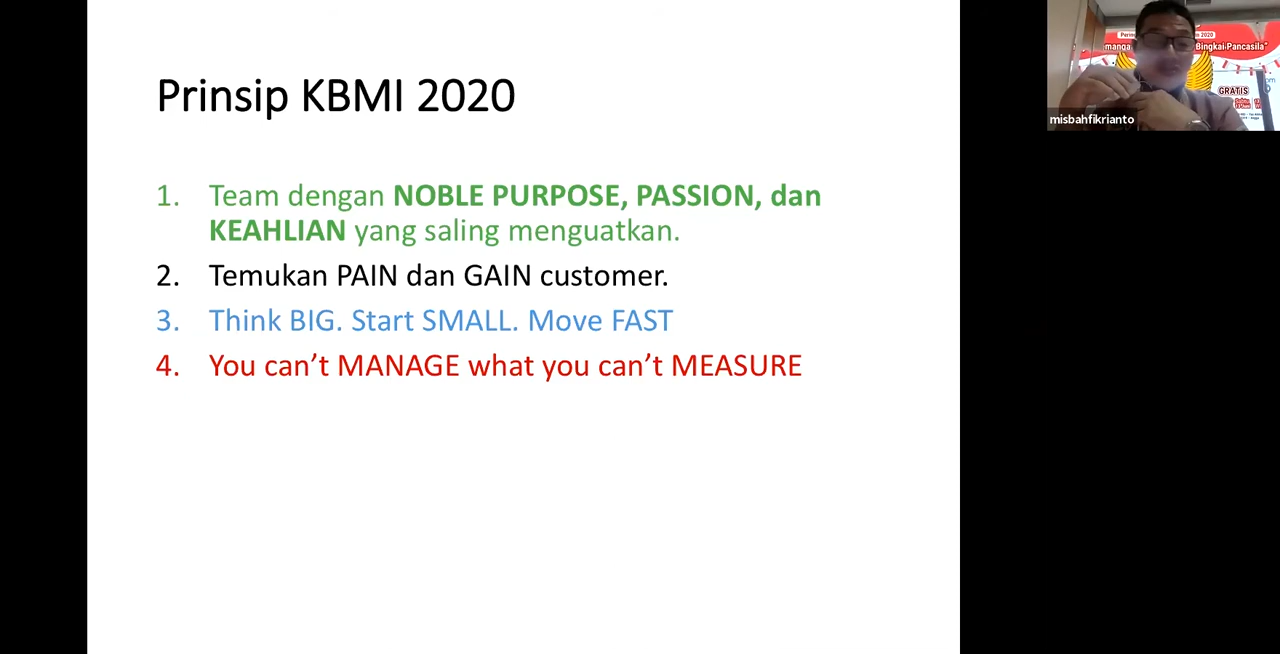 Prinsip KBMI 2020
1. Team dengan NOBLE PURPOSE, PASSION, dan
KEAHLIAN yang saling menguatkan.
2. Temukan PAIN dan GAIN customer.
3. Think BIG. Start SMALL. Move FAST
4. You can’t MANAGE what you can’t MEASURE
2020
Bingkai Pancasila"
GRATIS
misbahfikrianto